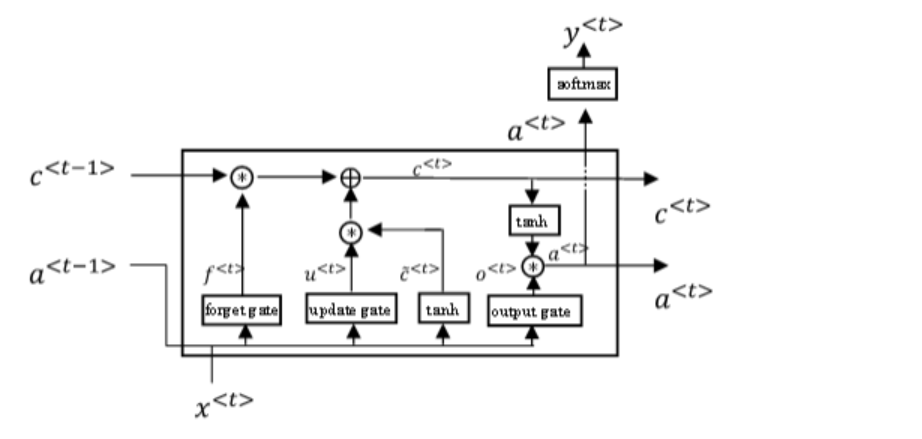 y<t>
softmax
a<t>
c<t-1>
c<t>
c<t>
tanh
a<t-1>
f<t>
u<t>
c̃<t>
o<t>
a<t>
a<t>
forget gate
update gate
tanh
output gate
x<t>